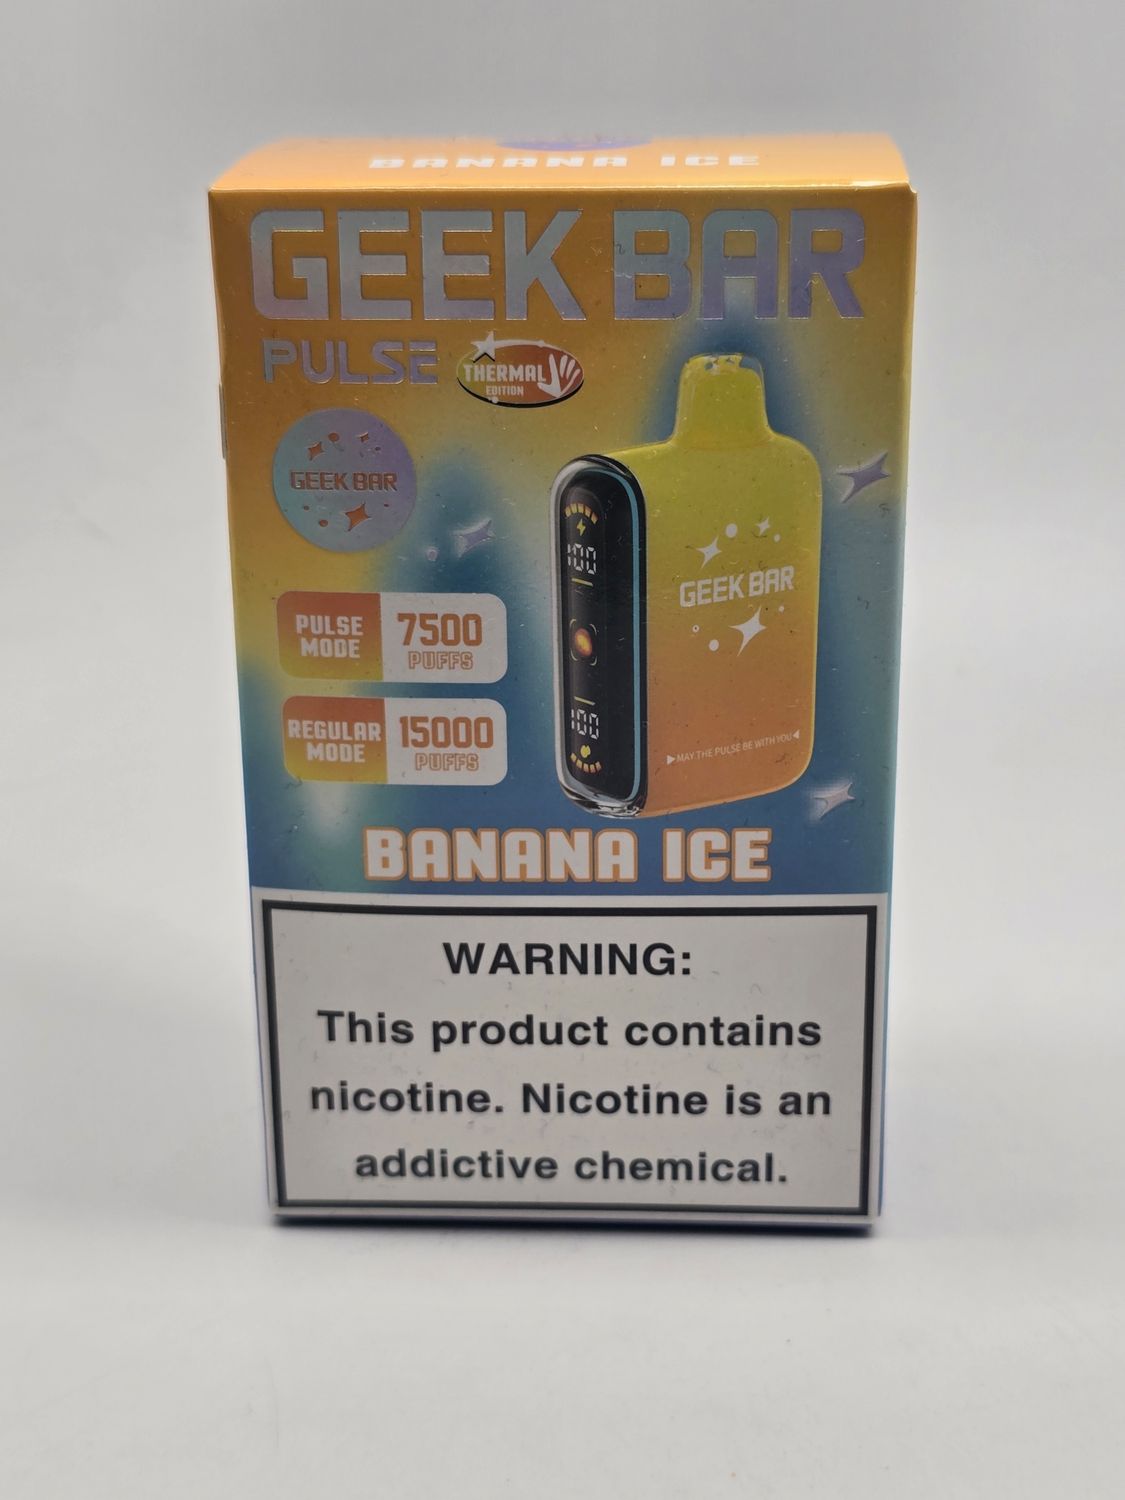 BANANA ICE
GEEK BAR
PULSE
THERMAL
EDITION
GEEK BAR
100
GEEK BAR
PULSE
MODE
7500
PUFFS
REGULAR
MODE
15000
PUFFS
100
▶MAY THE PULSE BE WITH YOU◀
BANANA ICE
WARNING:
This product contains
nicotine. Nicotine is an
addictive chemical.